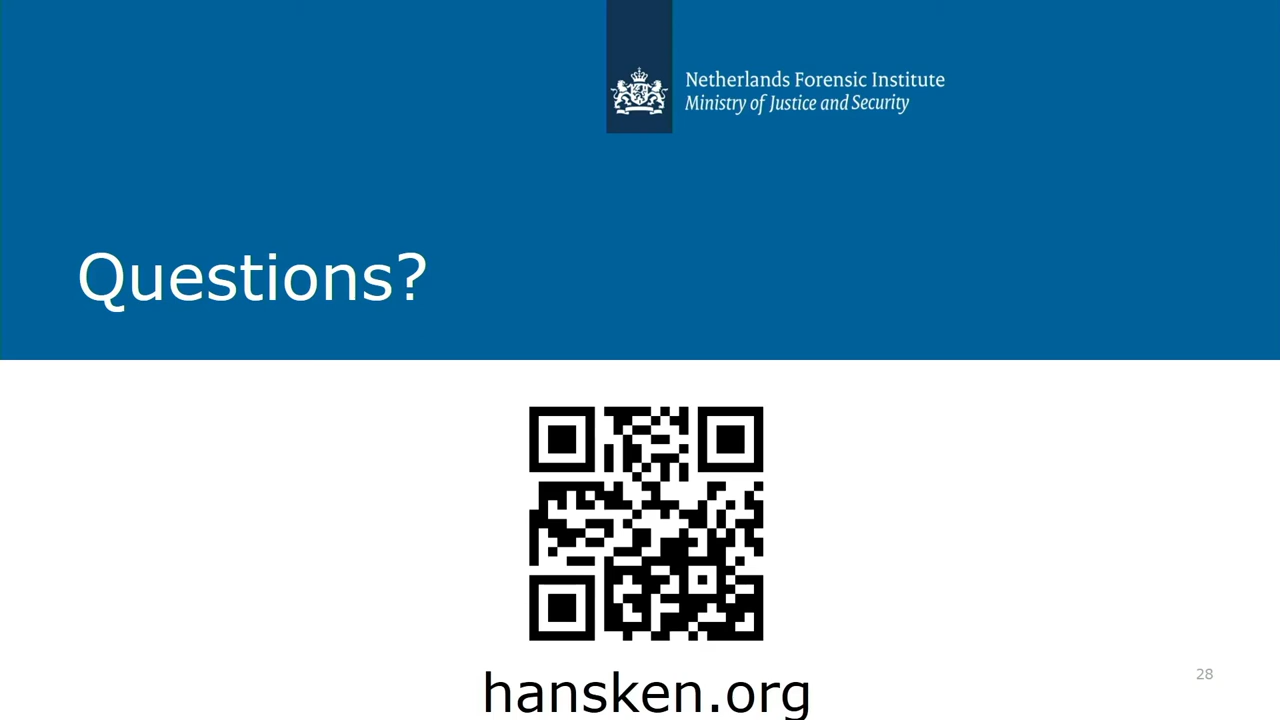 Netherlands Forensic Institute
Ministry of Justice and Security
Questions?
hansken.org
28